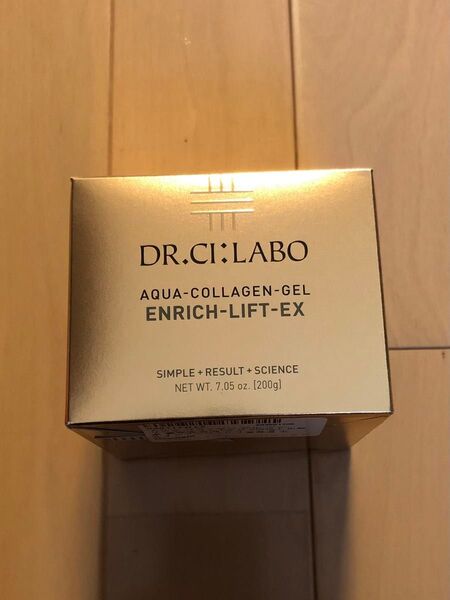 DR.CI:LABO
AQUA-COLLAGEN-GEL
ENRICH-LIFT-EX
SIMPLE+RESULT+SCIENCE
NET WT. 7.05 oz. [200g]